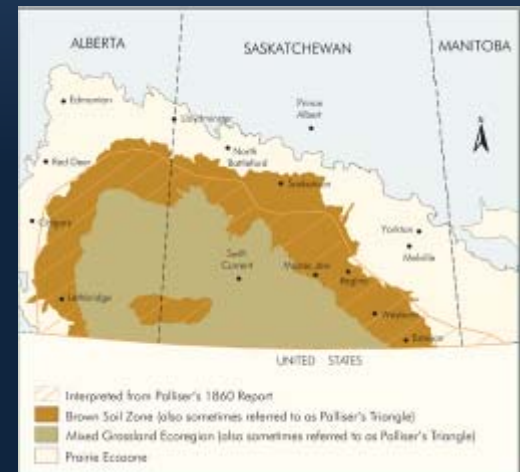 ALBERTA
SASKATCHEWAN
MANITOBA
Edmonton
Lloydminster
Prince
Albert
N
Red Deer
North
Battleford
Saskatoon
Calgary
Yorkton
Melville
Swift
Current
Moose Jaw
Regina
Lethbridge
Weyburn
Estevan
UNITED STATES
Interpreted from Palliser's 1860 Report
Brown Soil Zone (also sometimes referred to as Palliser's Triangle)
Mixed Grassland Ecoregion (also sometimes referred to as Palliser's Triangle)
Prairie Ecozone